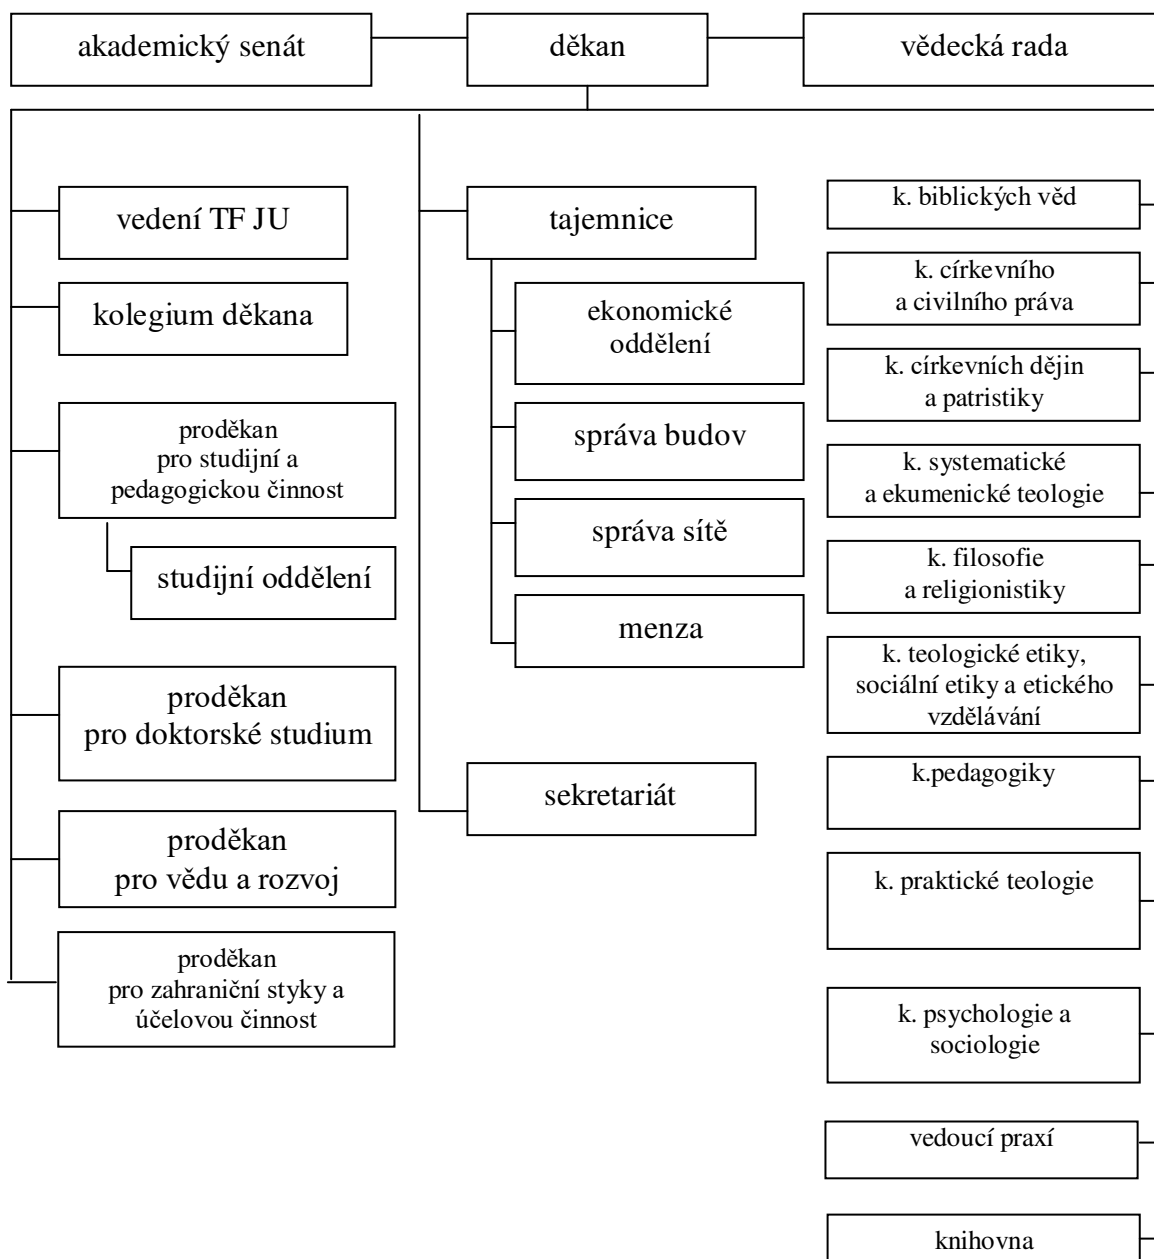 akademický senát
děkan
vědecká rada
vedení TF JU
kolegium děkana
proděkan
pro studijní a
pedagogickou činnost
studijní oddělení
proděkan
pro doktorské studium
proděkan
pro vědu a rozvoj
proděkan
pro zahraniční styky a
účelovou činnost
tajemnice
ekonomické
oddělení
správa budov
správa sítě
menza
sekretariát
k. biblických věd
k. církevního
a civilního práva
k. církevních dějin
a patristiky
k. systematické
a ekumenické teologie
k. filosofie
a religionistiky
k. teologické etiky,
sociální etiky a etického
vzdělávání
k.pedagogiky
k. praktické teologie
k. psychologie a
sociologie
vedoucí praxí
knihovna